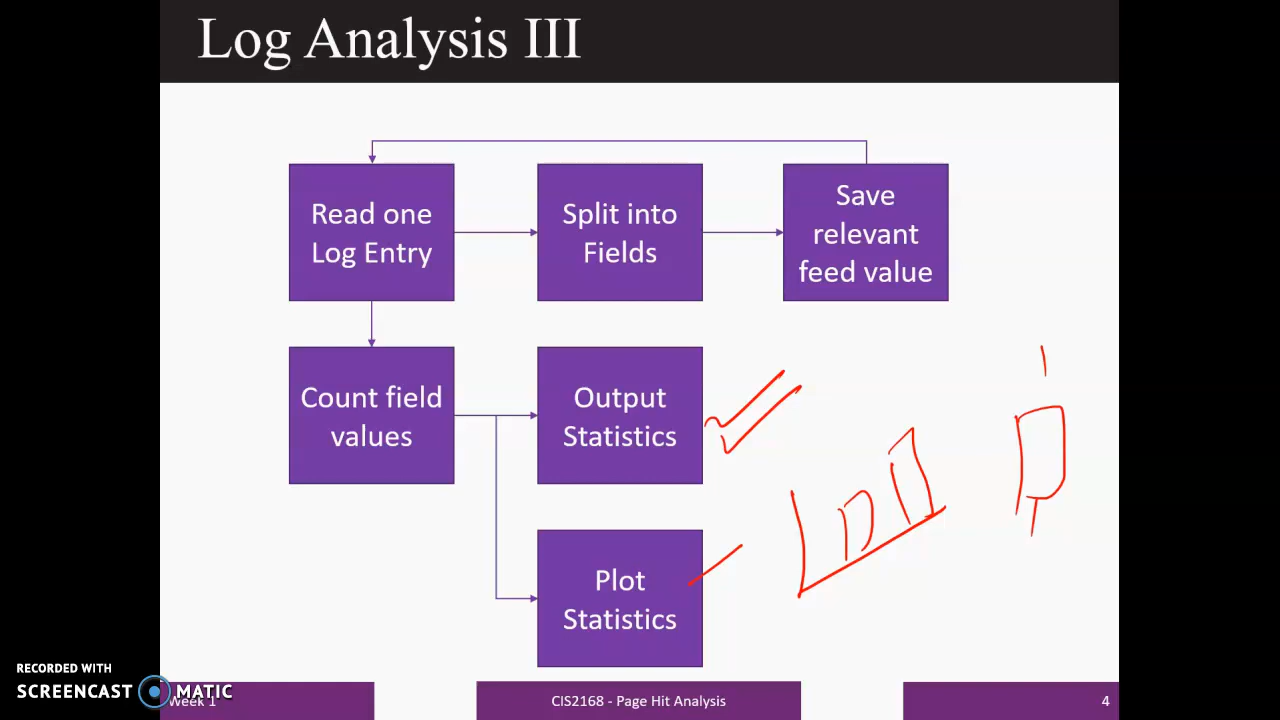 Log Analysis III
Read one
Log Entry
Split into
Fields
Save
relevant
feed value
Count field
values
Output
Statistics
Plot
Statistics
RECORDED WITH
SCREENCAST MATIC
Week 1
CIS2168 - Page Hit Analysis
4